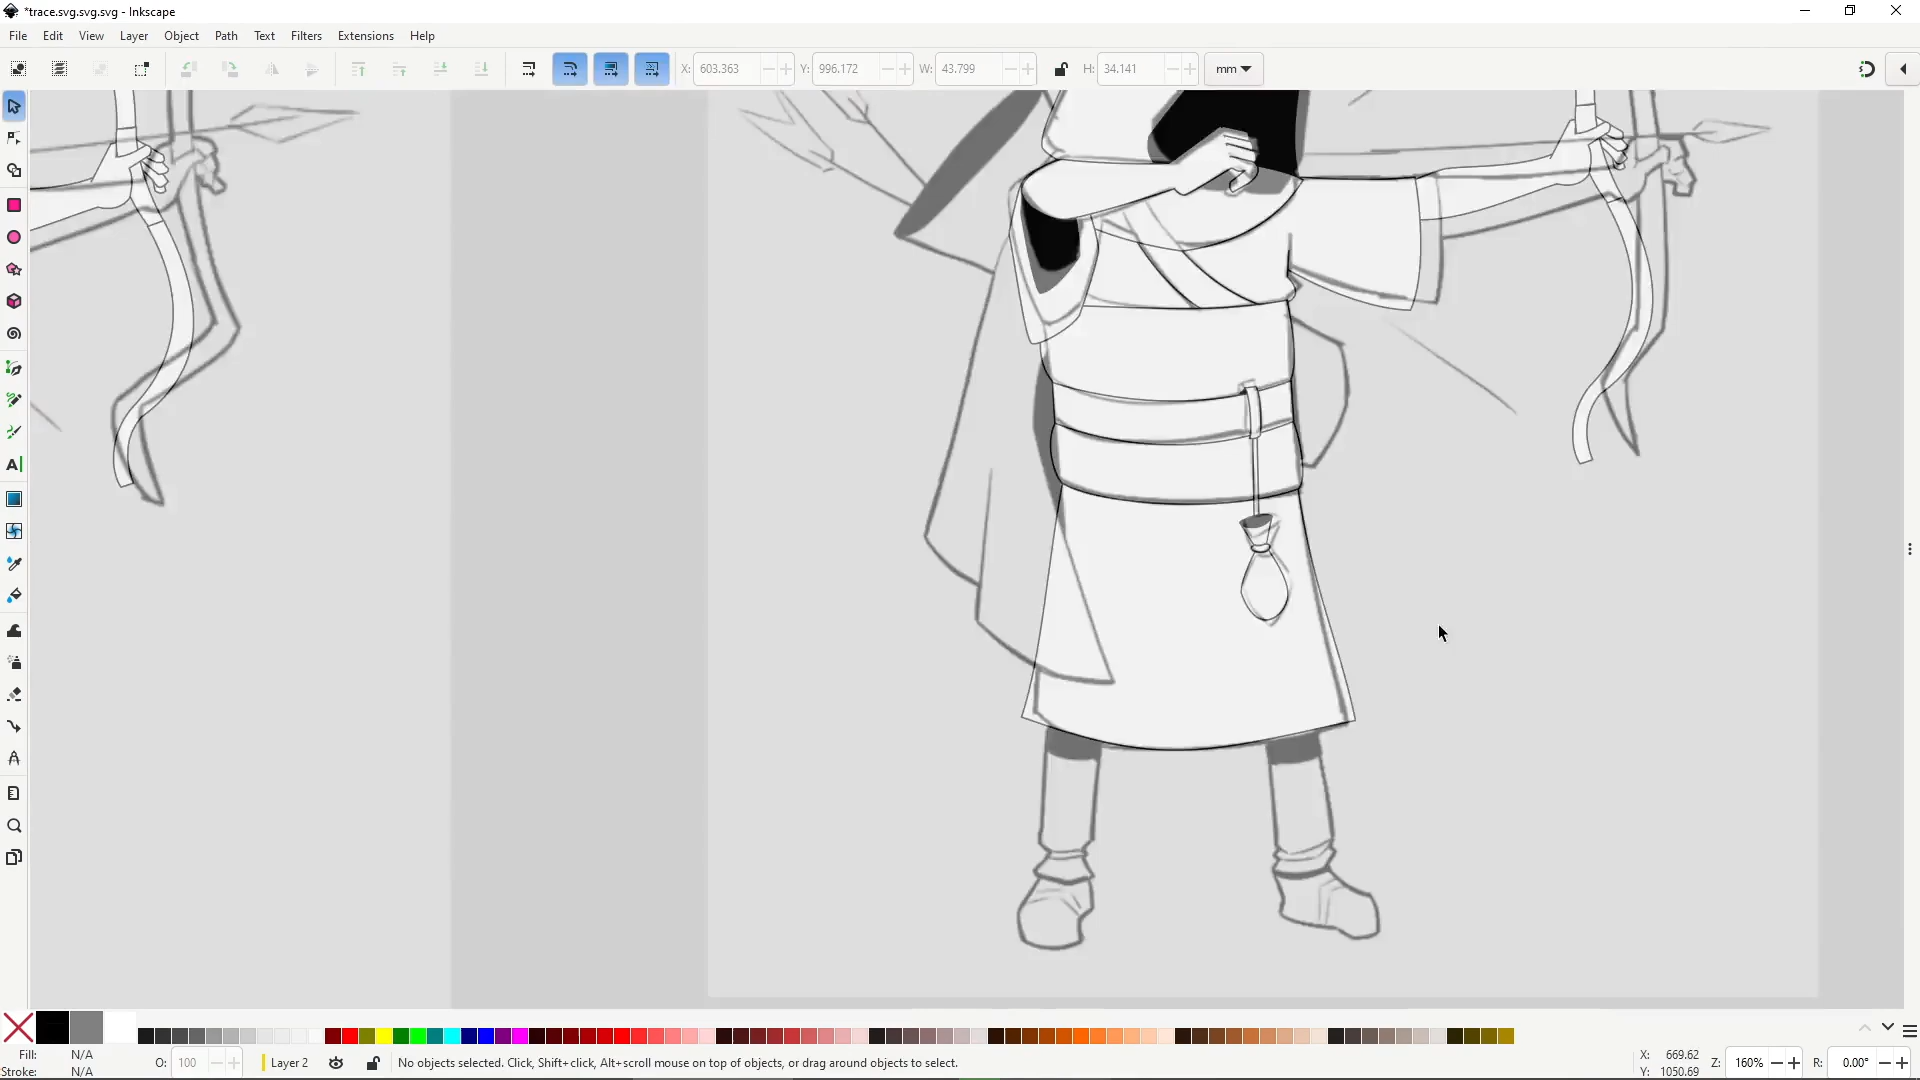 *trace.svg.svg.svg - Inkscape
File Edit View Layer Object Path Text Filters Extensions Help
X: 603.363 Y: 996.172 W: 43.799 H: 34.141 mm
Fill: N/A O: 100 Layer 2 No objects selected. Click, Shift+click, Alt+scroll mouse on top of objects, or drag around objects to select. X: 669.62 Z: 160% R: 0.00°
Stroke: N/A Y: 1050.69